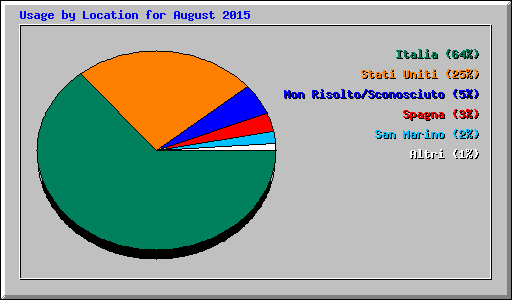 Usage by Location for August 2015
Italia (64%)
Stati Uniti (25%)
Non Risolto/Sconosciuto (5%)
Spagna (3%)
San Marino (2%)
Altri (1%)